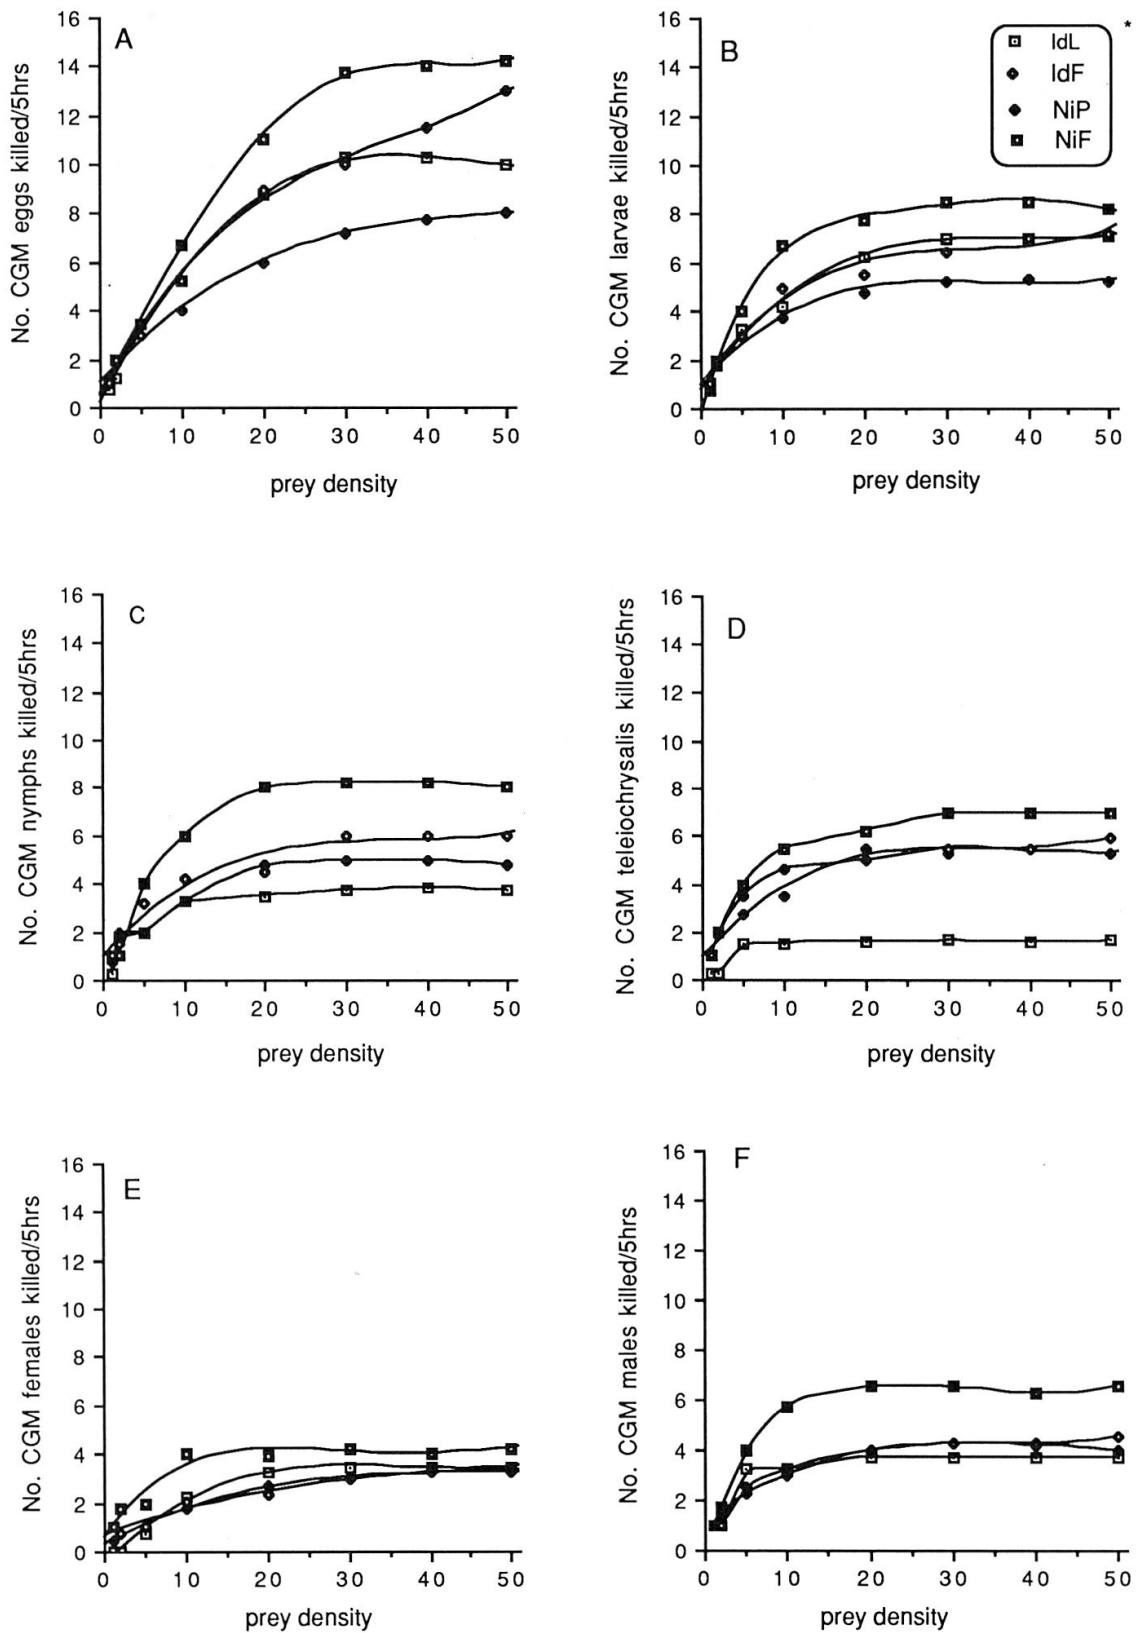 A
No. CGM eggs killed/5hrs
16
14
12
10
8
6
4
2
0
0 10 20 30 40 50
prey density
B
No. CGM larvae killed/5hrs
16
14
12
10
8
6
4
2
0
0 10 20 30 40 50
prey density
IdL
IdF
NiP
NiF
*
C
No. CGM nymphs killed/5hrs
16
14
12
10
8
6
4
2
0
0 10 20 30 40 50
prey density
D
No. CGM teleiochrysalis killed/5hrs
16
14
12
10
8
6
4
2
0
0 10 20 30 40 50
prey density
E
No. CGM females killed/5hrs
16
14
12
10
8
6
4
2
0
0 10 20 30 40 50
prey density
F
No. CGM males killed/5hrs
16
14
12
10
8
6
4
2
0
0 10 20 30 40 50
prey density